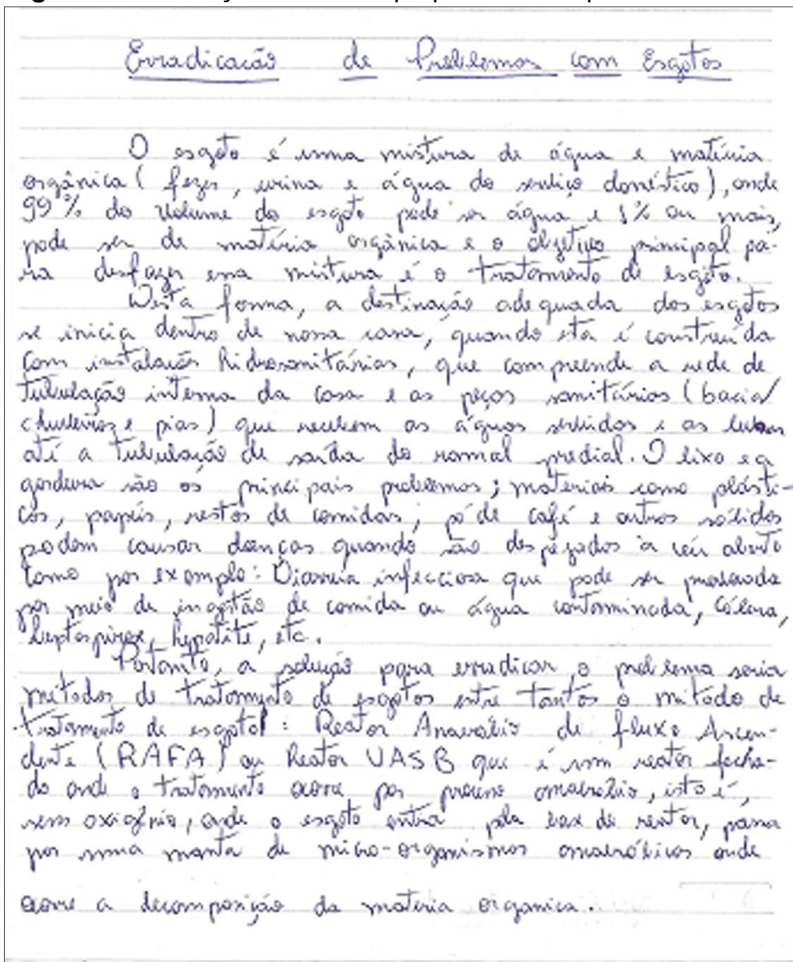 Erradicacão de Problemas com Esgotos
O esgoto é uma mistura de água e matéria
orgânica ( fezes, urina e água do serviço doméstico), onde
99% do volume do esgoto pode ser água e 1% ou mais,
pode ser de matéria orgânica e o objetivo principal pa-
ra desfazer essa mistura é o tratamento de esgoto.
Desta forma, a destinação adequada dos esgotos
se inicia dentro de nossa casa, quando esta é construída
com instalações hidrosanitárias, que compreende a rede de
tubulação interna da casa e as peças sanitárias (bacia/
chuveiros e pias) que recebem as águas servidas e as levam
até a tubulação de saída do ramal predial. O lixo e a
gordura são os principais problemas; materiais como plásti-
cos, papéis, restos de comidas, pó de café e outros sólidos
podem causar doenças quando são despejados à céu aberto
como por exemplo: Diarreia infecciosa que pode ser
por meio de ingestão de comida ou água contaminada, Cólera,
Leptospirose, hepatite, etc.
Portanto, a solução para erradicar o problema seria
métodos de tratamento de esgotos entre tantos o método de
tratamento de esgoto: Reator Anaeróbio de fluxo Ascen-
dente (RAFA) ou Reator UASB que é um reator fecha-
do onde o tratamento ocorre por processo anaeróbio, isto é,
sem oxigênio, onde o esgoto entra pela base do reator, passa
por uma manta de micro-organismos anaeróbicos onde
ocorre a decomposição da matéria organica.